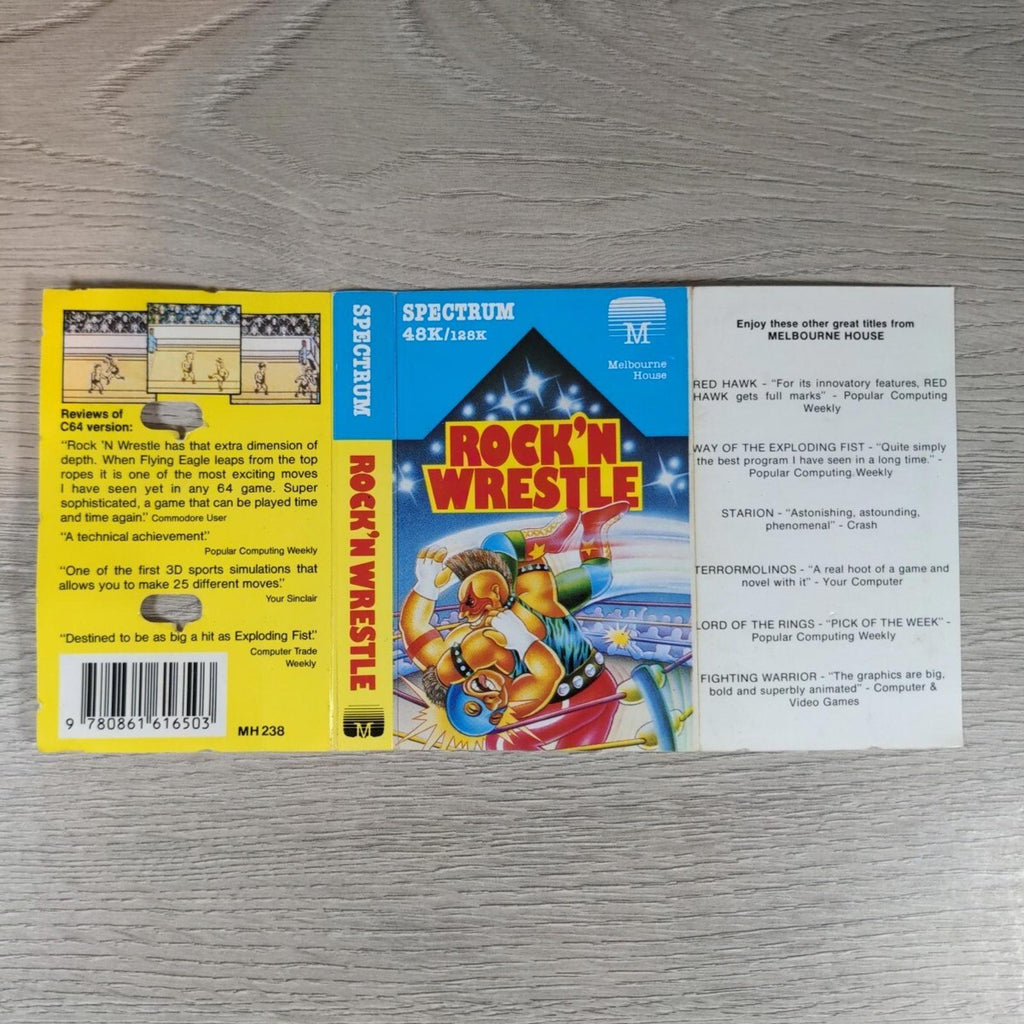 Reviews of
C64 version:
"Rock 'N Wrestle has that extra dimension of
depth. When Flying Eagle leaps from the top
ropes it is one of the most exciting moves
I have seen yet in any 64 game. Super
sophisticated, a game that can be played time
and time again." Commodore User
"A technical achievement."
Popular Computing Weekly
"One of the first 3D sports simulations that
allows you to make 25 different moves."
Your Sinclair
"Destined to be as big a hit as Exploding Fist."
Computer Trade
Weekly
9 780861 616503
MH 238
SPECTRUM
ROCK'N WRESTLE
M
SPECTRUM
48K/128K
M
Melbourne
House
ROCK'N
WRESTLE
Enjoy these other great titles from
MELBOURNE HOUSE
RED HAWK - "For its innovatory features, RED
HAWK gets full marks" - Popular Computing
Weekly
WAY OF THE EXPLODING FIST - "Quite simply
the best program I have seen in a long time." -
Popular Computing Weekly
STARION - "Astonishing, astounding,
phenomenal" - Crash
TERRORMOLINOS - "A real hoot of a game and
novel with it" - Your Computer
LORD OF THE RINGS - "PICK OF THE WEEK" -
Popular Computing Weekly
FIGHTING WARRIOR - "The graphics are big,
bold and superbly animated" - Computer &
Video Games